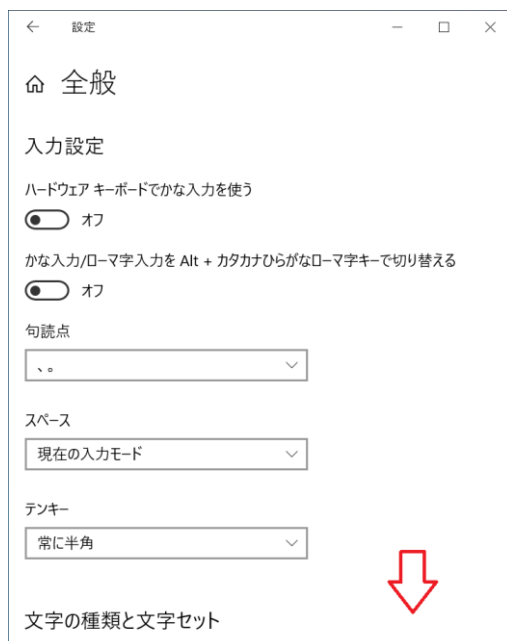 設定
全般
入力設定
ハードウェア キーボードでかな入力を使う
オフ
かな入力/ローマ字入力を Alt + カタカナひらがなローマ字キーで切り替える
オフ
句読点
、。
スペース
現在の入力モード
テンキー
常に半角
文字の種類と文字セット